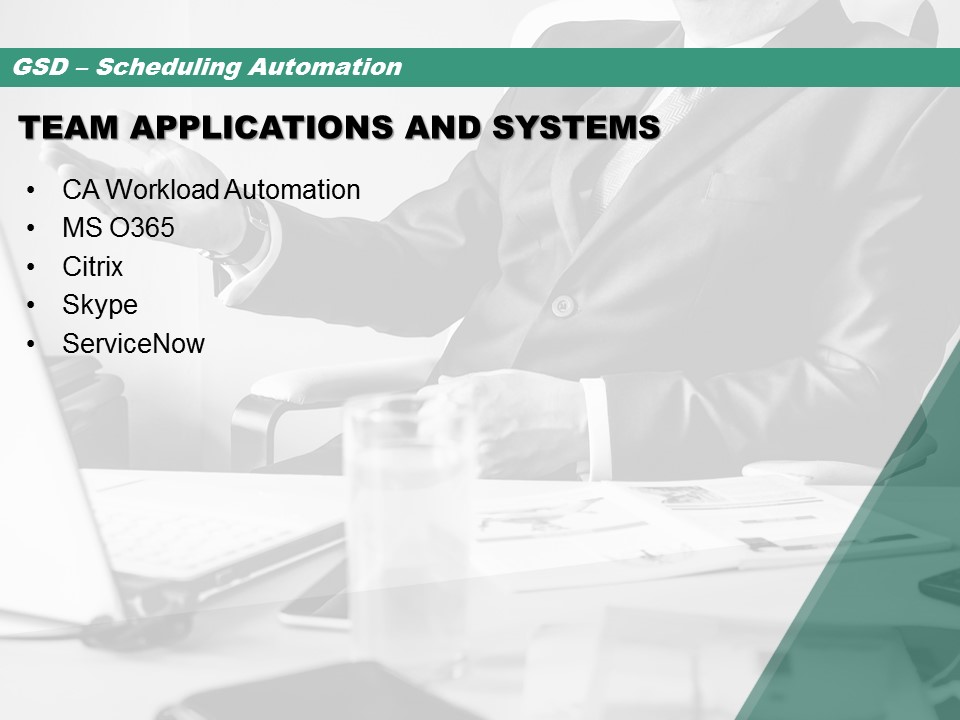 GSD – Scheduling Automation
TEAM APPLICATIONS AND SYSTEMS
• CA Workload Automation
• MS O365
• Citrix
• Skype
• ServiceNow